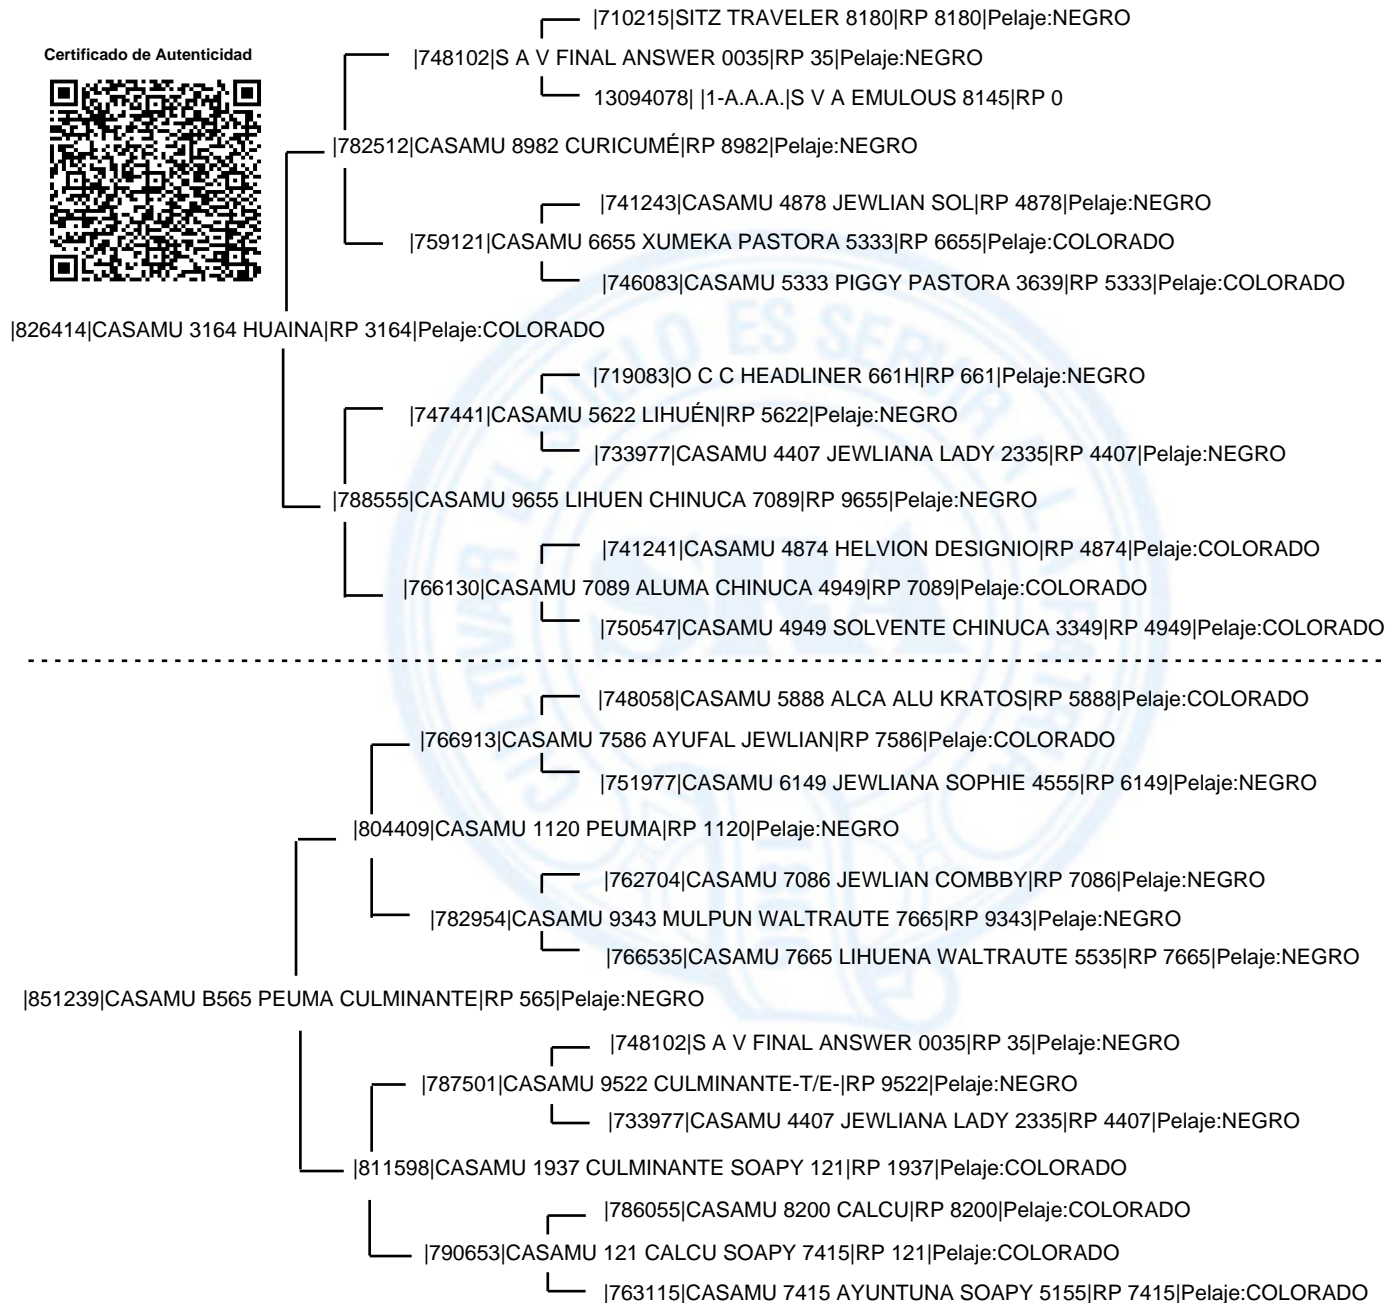 |710215|SITZ TRAVELER 8180|RP 8180|Pelaje:NEGRO
Certificado de Autenticidad
|748102|S A V FINAL ANSWER 0035|RP 35|Pelaje:NEGRO
13094078| |1-A.A.A.|S V A EMULOUS 8145|RP 0
|782512|CASAMU 8982 CURICUMÉ|RP 8982|Pelaje:NEGRO
|741243|CASAMU 4878 JEWLIAN SOL|RP 4878|Pelaje:NEGRO
|759121|CASAMU 6655 XUMEKA PASTORA 5333|RP 6655|Pelaje:COLORADO
|746083|CASAMU 5333 PIGGY PASTORA 3639|RP 5333|Pelaje:COLORADO
|826414|CASAMU 3164 HUAINA|RP 3164|Pelaje:COLORADO
|719083|O C C HEADLINER 661H|RP 661|Pelaje:NEGRO
|747441|CASAMU 5622 LIHUÉN|RP 5622|Pelaje:NEGRO
|733977|CASAMU 4407 JEWLIANA LADY 2335|RP 4407|Pelaje:NEGRO
|788555|CASAMU 9655 LIHUEN CHINUCA 7089|RP 9655|Pelaje:NEGRO
|741241|CASAMU 4874 HELVION DESIGNIO|RP 4874|Pelaje:COLORADO
|766130|CASAMU 7089 ALUMA CHINUCA 4949|RP 7089|Pelaje:COLORADO
|750547|CASAMU 4949 SOLVENTE CHINUCA 3349|RP 4949|Pelaje:COLORADO
|748058|CASAMU 5888 ALCA ALU KRATOS|RP 5888|Pelaje:COLORADO
|766913|CASAMU 7586 AYUFAL JEWLIAN|RP 7586|Pelaje:COLORADO
|751977|CASAMU 6149 JEWLIANA SOPHIE 4555|RP 6149|Pelaje:NEGRO
|804409|CASAMU 1120 PEUMA|RP 1120|Pelaje:NEGRO
|762704|CASAMU 7086 JEWLIAN COMBBY|RP 7086|Pelaje:NEGRO
|782954|CASAMU 9343 MULPUN WALTRAUTE 7665|RP 9343|Pelaje:NEGRO
|766535|CASAMU 7665 LIHUENA WALTRAUTE 5535|RP 7665|Pelaje:NEGRO
|851239|CASAMU B565 PEUMA CULMINANTE|RP 565|Pelaje:NEGRO
|748102|S A V FINAL ANSWER 0035|RP 35|Pelaje:NEGRO
|787501|CASAMU 9522 CULMINANTE-T/E-|RP 9522|Pelaje:NEGRO
|733977|CASAMU 4407 JEWLIANA LADY 2335|RP 4407|Pelaje:NEGRO
|811598|CASAMU 1937 CULMINANTE SOAPY 121|RP 1937|Pelaje:COLORADO
|786055|CASAMU 8200 CALCU|RP 8200|Pelaje:COLORADO
|790653|CASAMU 121 CALCU SOAPY 7415|RP 121|Pelaje:COLORADO
|763115|CASAMU 7415 AYUNTUNA SOAPY 5155|RP 7415|Pelaje:COLORADO
CULTIVAR EL SUELO ES SERVIR A LA PATRIA
SRA
1866